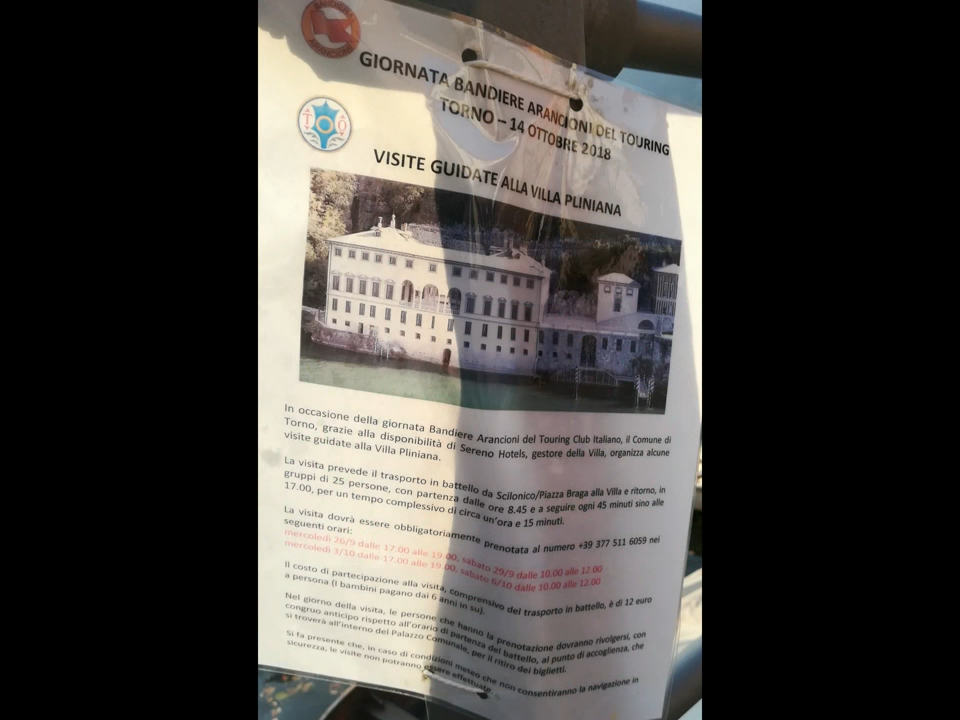 BANDIERE
ARANCIONI
GIORNATA BANDIERE ARANCIONI DEL TOURING
TORNO – 14 OTTOBRE 2018
VISITE GUIDATE ALLA VILLA PLINIANA
In occasione della giornata Bandiere Arancioni del Touring Club Italiano, il Comune di
Torno, grazie alla disponibilità di Sereno Hotels, gestore della Villa, organizza alcune
visite guidate alla Villa Pliniana.
La visita prevede il trasporto in battello da Scilonico/Piazza Braga alla Villa e ritorno, in
gruppi di 25 persone, con partenza dalle ore 8.45 e a seguire ogni 45 minuti sino alle
17.00, per un tempo complessivo di circa un'ora e 15 minuti.
La visita dovrà essere obbligatoriamente prenotata al numero +39 377 511 6059 nei
seguenti orari:
mercoledì 26/9 dalle 17.00 alle 19.00, sabato 29/9 dalle 10.00 alle 12.00
mercoledì 3/10 dalle 17.00 alle 19.00, sabato 6/10 dalle 10.00 alle 12.00
Il costo di partecipazione alla visita, comprensivo del trasporto in battello, è di 12 euro
a persona (I bambini pagano dai 6 anni in su).
Nel giorno della visita, le persone che hanno la prenotazione dovranno rivolgersi, con
congruo anticipo rispetto all'orario di partenza del battello, al punto di accoglienza, che
si troverà all'interno del Palazzo Comunale, per il ritiro dei biglietti.
Si fa presente che, in caso di condizioni meteo che non consentiranno la navigazione in
sicurezza, le visite non potranno essere effettuate.